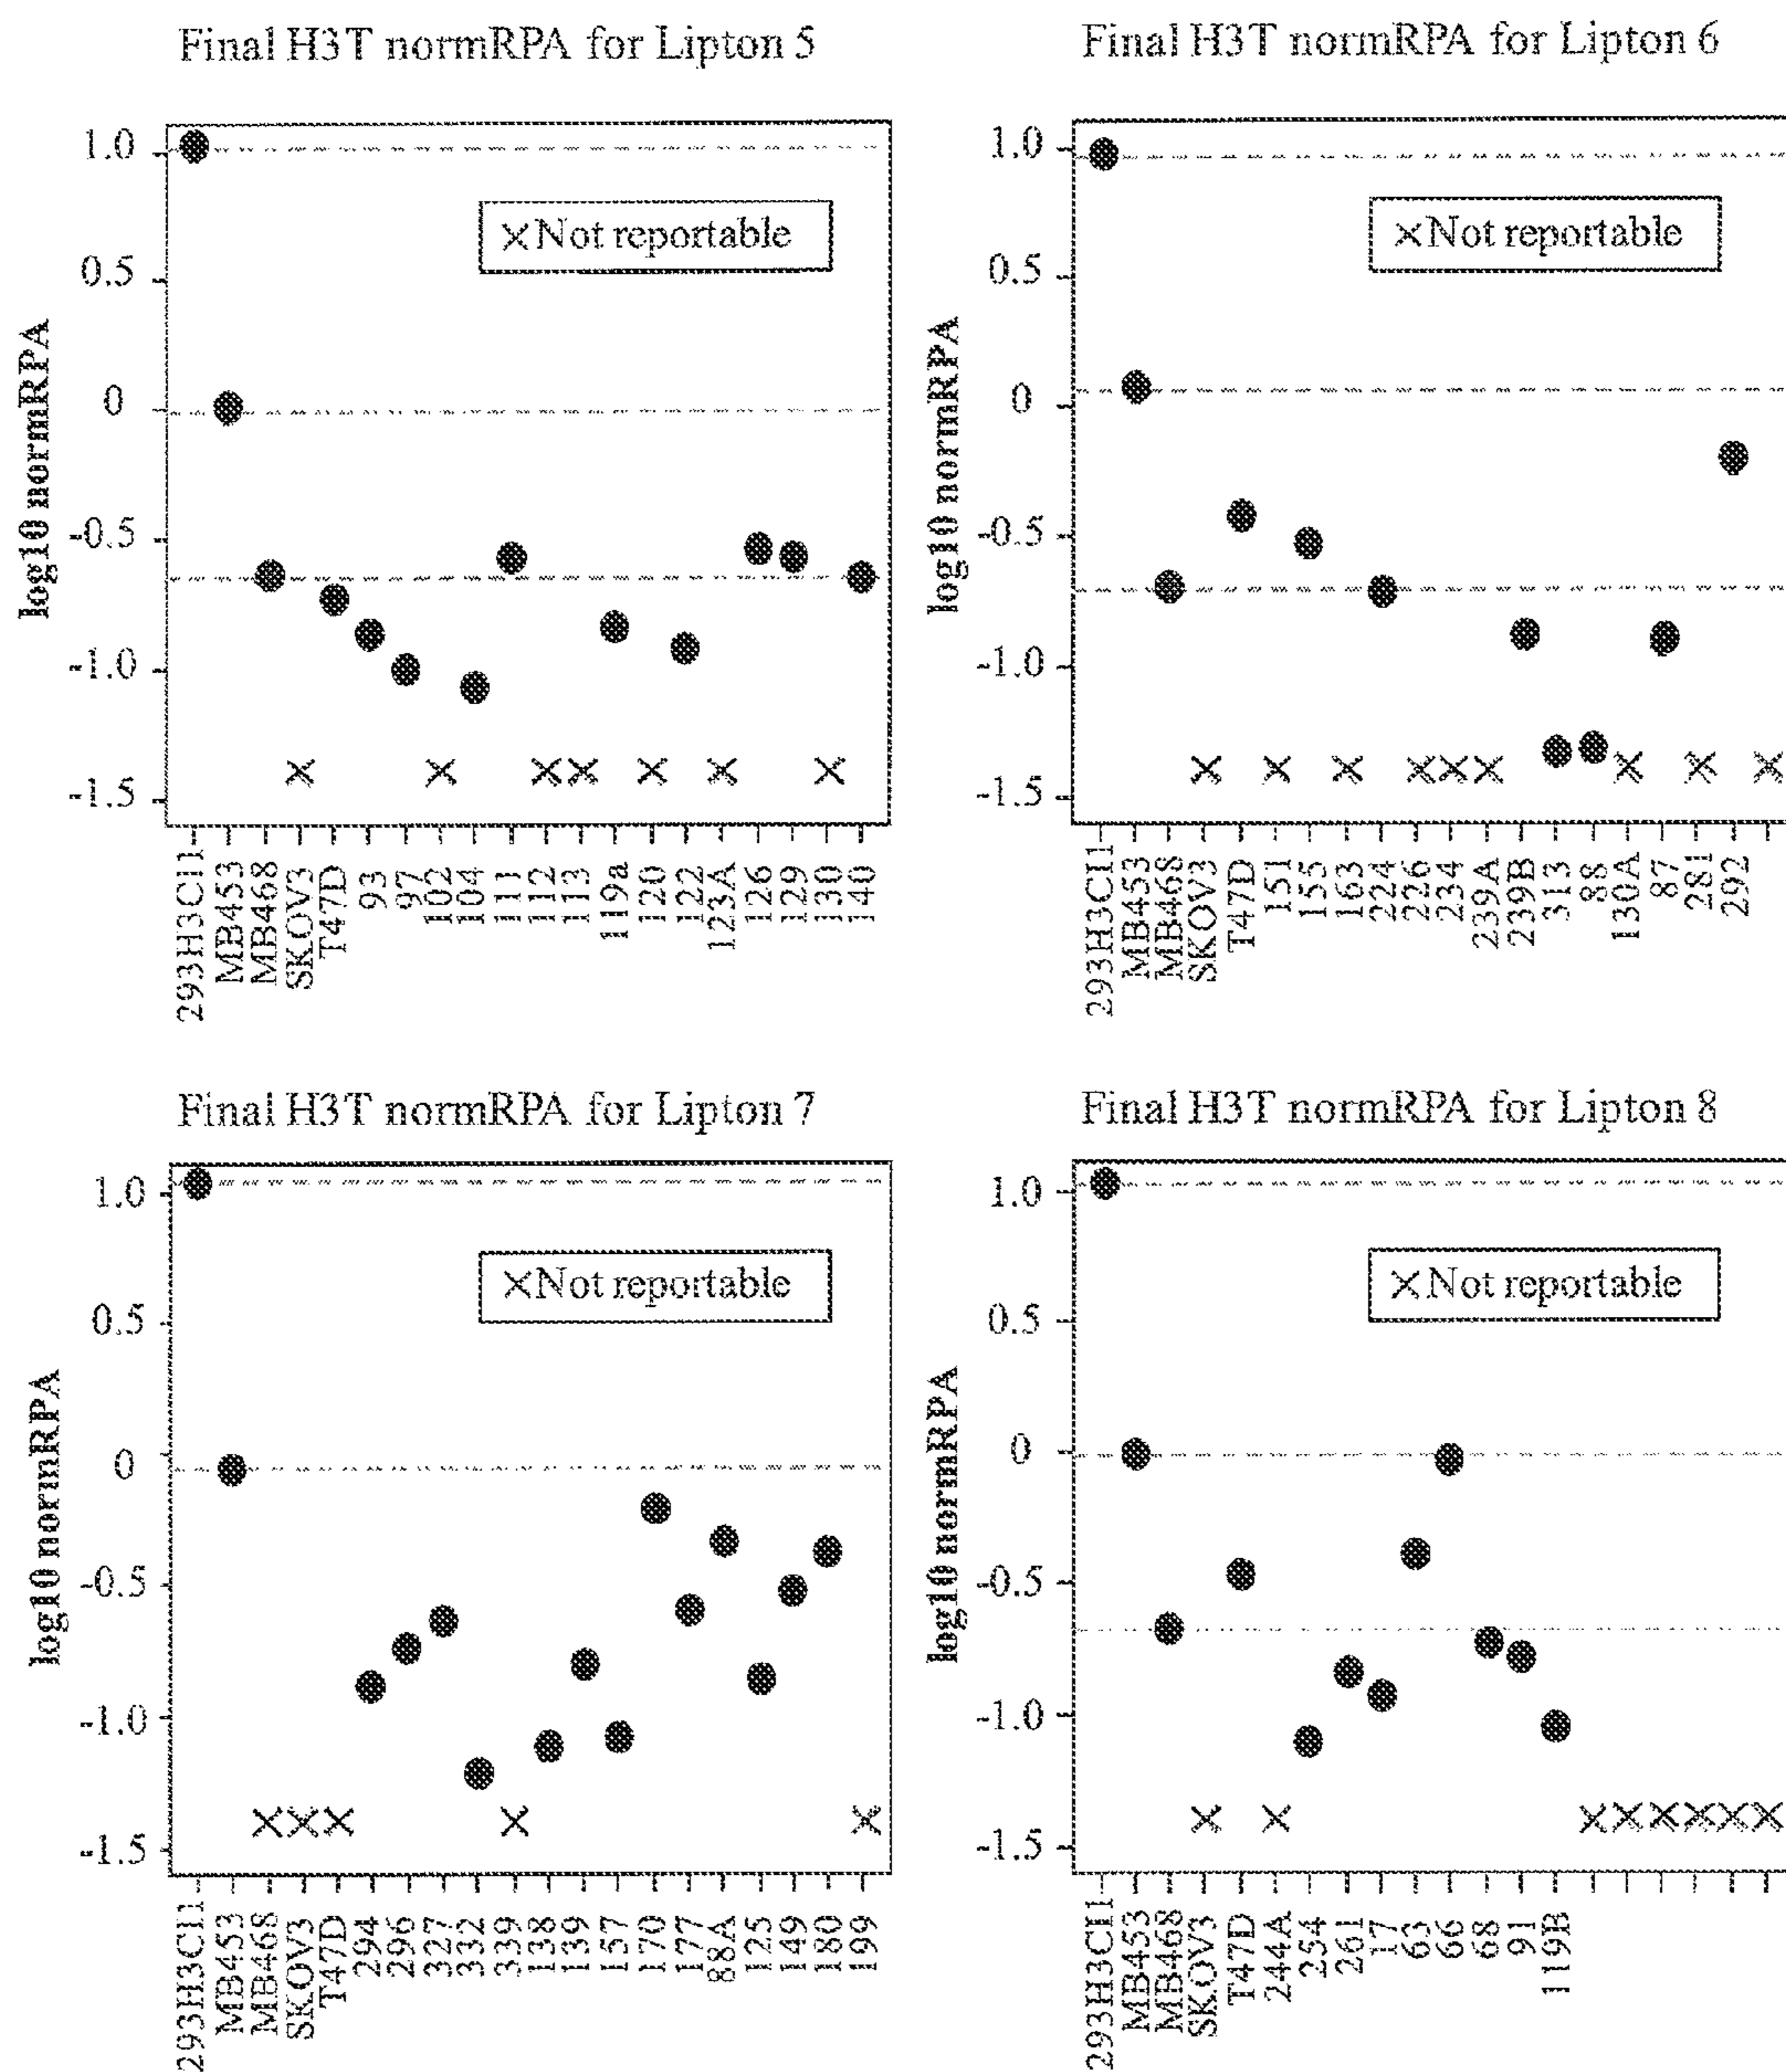 Final H3T normRPA for Lipton 5
log10 normRPA
1.0
0.5
0
-0.5
-1.0
-1.5
×Not reportable
293H3Cl1
MB453
MB468
SKOV3
T47D
93
97
102
104
111
112
113
119a
120
122
123A
126
129
130
140
Final H3T normRPA for Lipton 6
log10 normRPA
1.0
0.5
0
-0.5
-1.0
-1.5
×Not reportable
293H3Cl1
MB453
MB468
SKOV3
T47D
151
155
163
224
226
234
239A
239B
313
88
130A
87
281
292
Final H3T normRPA for Lipton 7
log10 normRPA
1.0
0.5
0
-0.5
-1.0
-1.5
×Not reportable
293H3Cl1
MB453
MB468
SKOV3
T47D
294
296
327
332
339
138
139
157
170
177
88A
125
149
180
199
Final H3T normRPA for Lipton 8
log10 normRPA
1.0
0.5
0
-0.5
-1.0
-1.5
×Not reportable
293H3Cl1
MB453
MB468
SKOV3
T47D
244A
254
261
17
63
66
68
91
119B